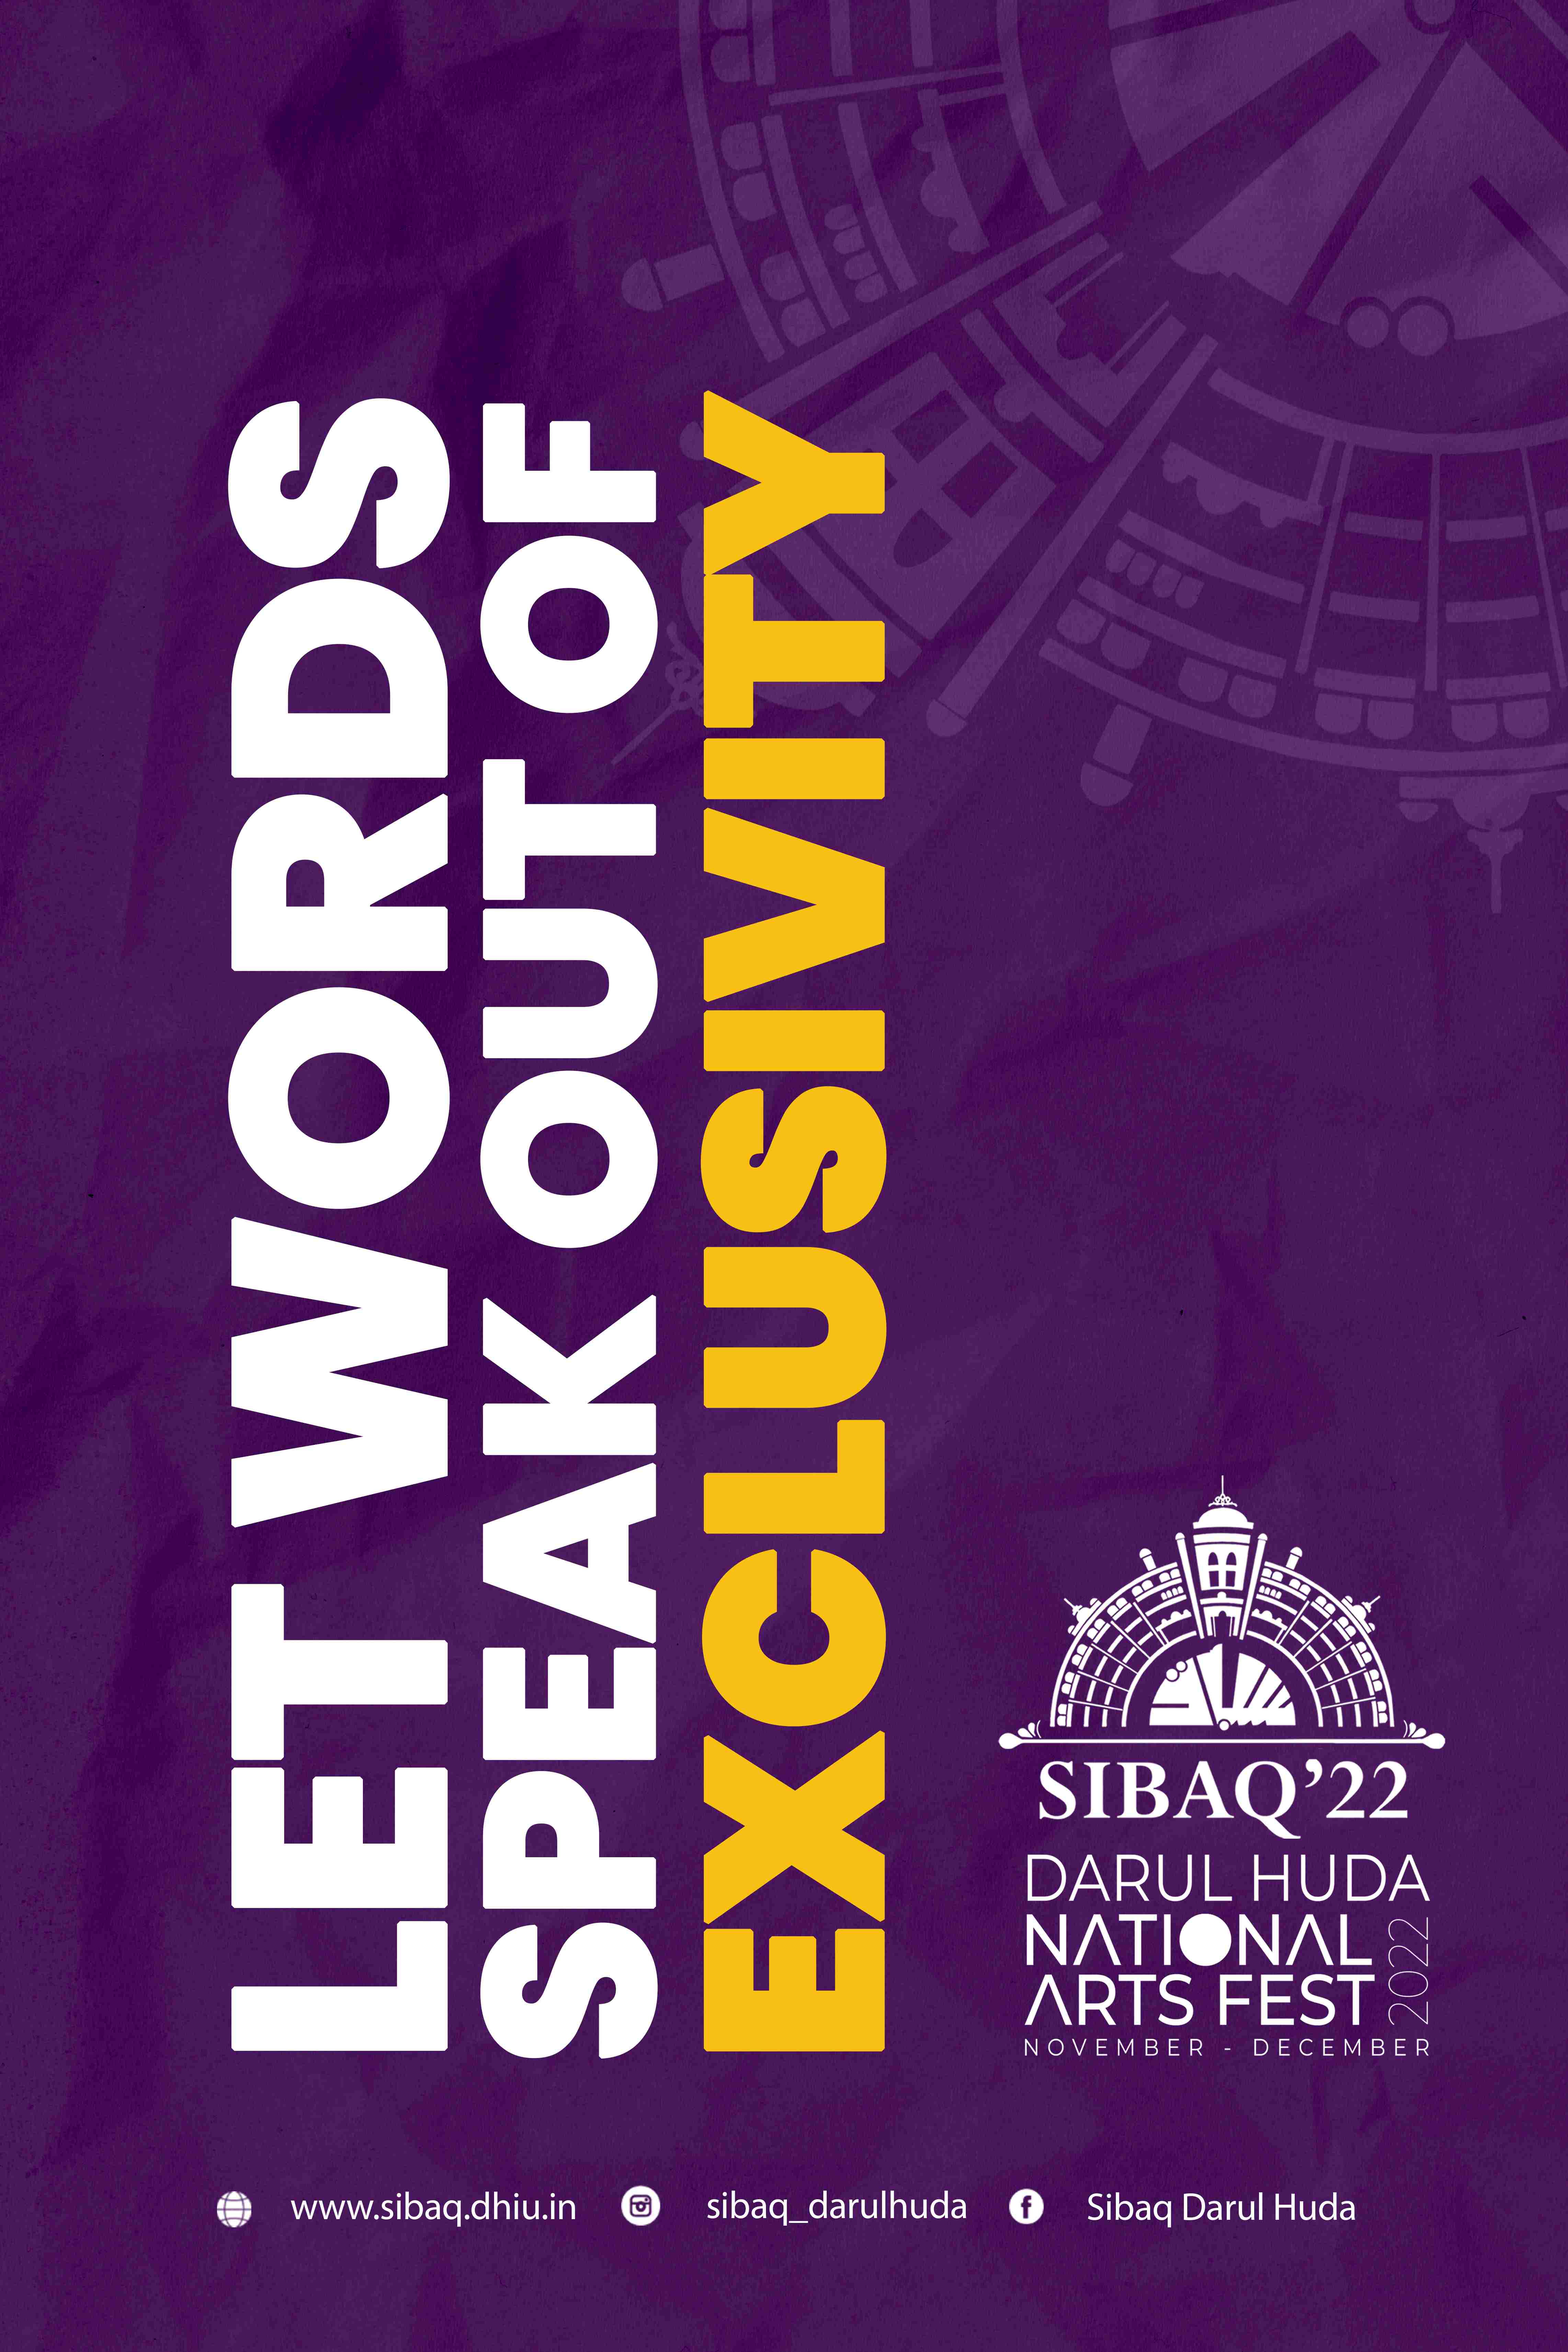 LET WORDS
SPEAK OUT OF
EXCLUSIVITY
SIBAQ'22
DARUL HUDA
NATIONAL
ARTS FEST
2022
NOVEMBER - DECEMBER
www.sibaq.dhiu.in
sibaq_darulhuda
Sibaq Darul Huda